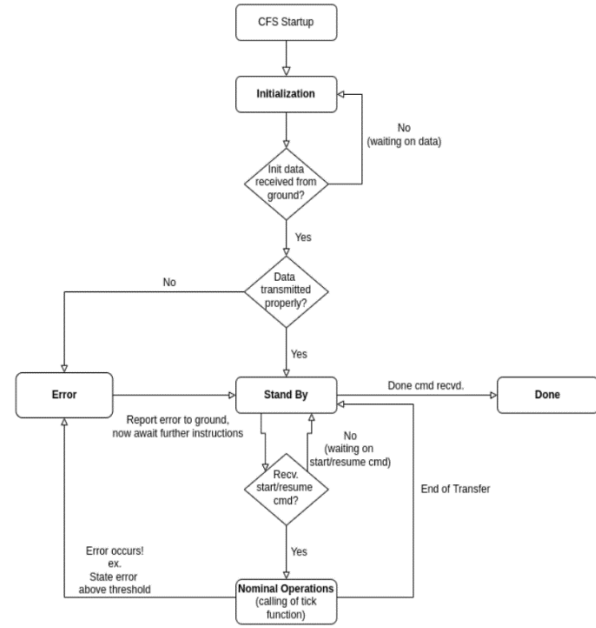 CFS Startup
Initialization
No
(waiting on data)
Init data
received from
ground?
Yes
Data
transmitted
properly?
No
Yes
Error
Stand By
Done cmd recvd.
Done
Report error to ground,
now await further instructions
No
(waiting on
start/resume cmd)
Recv.
start/resume
cmd?
End of Transfer
Yes
Error occurs!
ex.
State error
above threshold
Nominal Operations
(calling of tick
function)